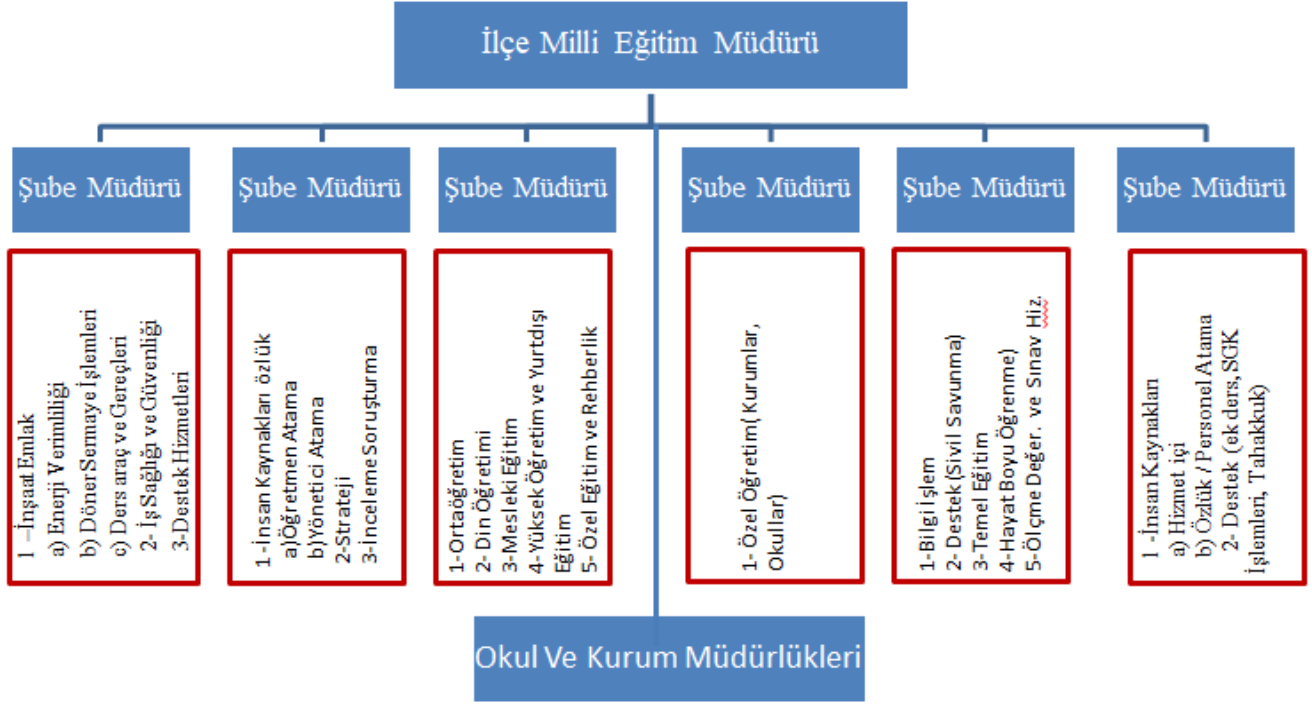 İlçe Milli Eğitim Müdürü
Şube Müdürü
Şube Müdürü
Şube Müdürü
Şube Müdürü
Şube Müdürü
Şube Müdürü
1 –İnşaat Emlak
a) Enerji Verimliliği
b) Döner Sermaye İşlemleri
c) Ders araç ve Gereçleri
2- İş Sağlığı ve Güvenliği
3-Destek Hizmetleri
1 -İnsan Kaynakları özlük
a)Öğretmen Atama
b)Yönetici Atama
2-Strateji
3-İnceleme Soruşturma
1-Ortaöğretim
2- Din Öğretimi
3-Mesleki Eğitim
4-Yüksek Öğretim ve Yurtdışı
Eğitim
5- Özel Eğitim ve Rehberlik
1- Özel Öğretim( Kurumlar,
Okullar)
1-Bilgi İşlem
2- Destek (Sivil Savunma)
3-Temel Eğitim
4-Hayat Boyu Öğrenme)
5-Ölçme Değer. ve Sınav Hiz.
1 -İnsan Kaynakları
a) Hizmet içi
b) Özlük / Personel Atama
2- Destek (ek ders, SGK
İşlemleri, Tahakkuk)
Okul Ve Kurum Müdürlükleri